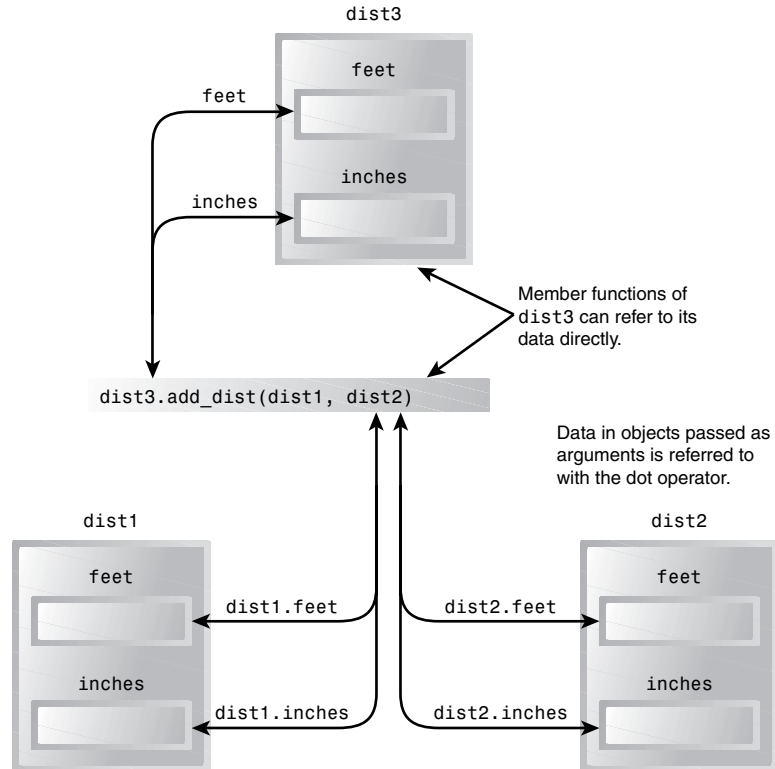 dist3
feet
feet
inches
inches
Member functions of
dist3 can refer to its
data directly.
dist3.add_dist(dist1, dist2)
Data in objects passed as
arguments is referred to
with the dot operator.
dist1
dist2
feet
feet
dist1.feet
dist2.feet
inches
inches
dist1.inches
dist2.inches